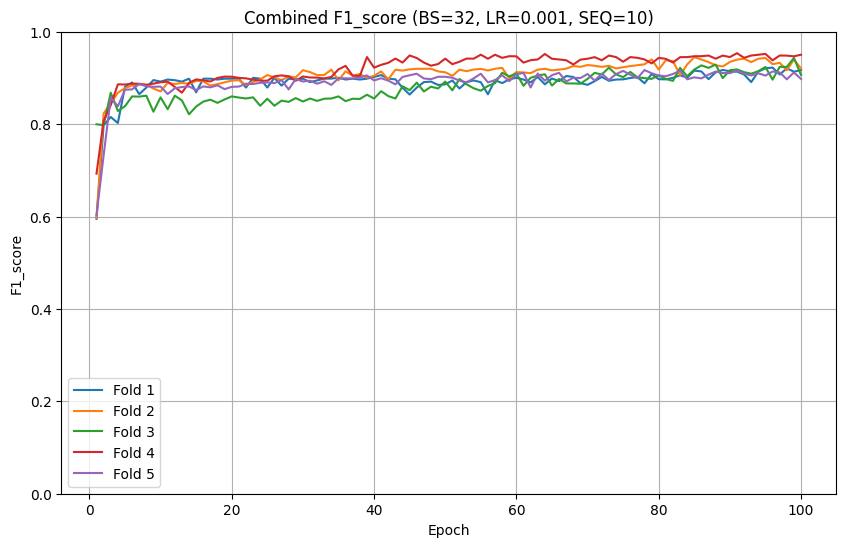 Combined F1_score (BS=32, LR=0.001, SEQ=10)
1.0
0.8
0.6
0.4
0.2
0.0
F1_score
Fold 1
Fold 2
Fold 3
Fold 4
Fold 5
0
20
40
60
80
100
Epoch